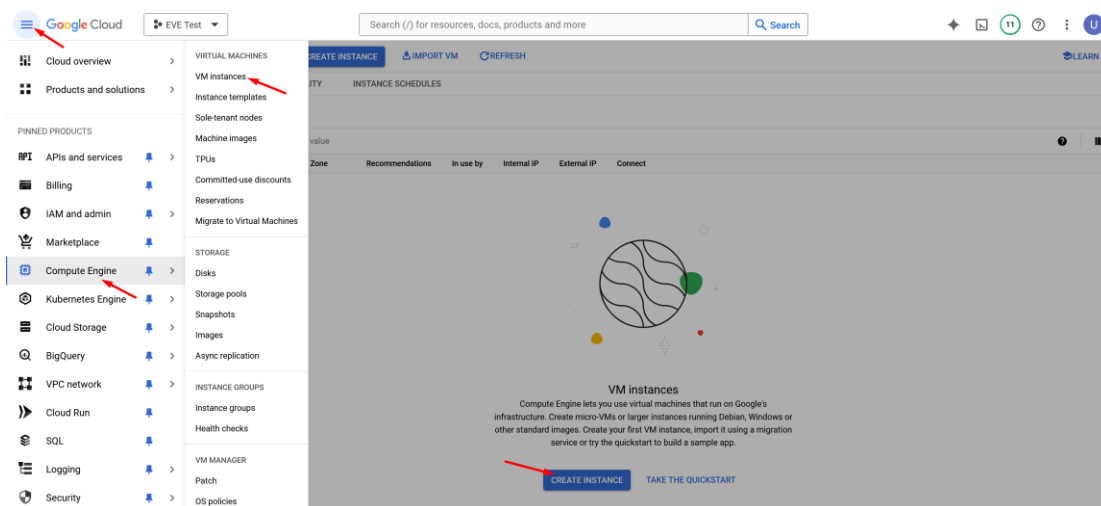 Google Cloud
EVE Test
Search (/) for resources, docs, products and more
Search
11
U
Cloud overview
Products and solutions
PINNED PRODUCTS
API APIs and services
Billing
IAM and admin
Marketplace
Compute Engine
Kubernetes Engine
Cloud Storage
BigQuery
VPC network
Cloud Run
SQL
Logging
Security
VIRTUAL MACHINES
VM instances
Instance templates
Sole-tenant nodes
Machine images
TPUs
Committed-use discounts
Reservations
Migrate to Virtual Machines
STORAGE
Disks
Storage pools
Snapshots
Images
Async replication
INSTANCE GROUPS
Instance groups
Health checks
VM MANAGER
Patch
OS policies
CREATE INSTANCE
IMPORT VM
REFRESH
LEARN
INSTANCE SCHEDULES
value
Zone Recommendations In use by Internal IP External IP Connect
VM instances
Compute Engine lets you use virtual machines that run on Google's
infrastructure. Create micro-VMs or larger instances running Debian, Windows or
other standard images. Create your first VM instance, import it using a migration
service or try the quickstart to build a sample app.
CREATE INSTANCE
TAKE THE QUICKSTART